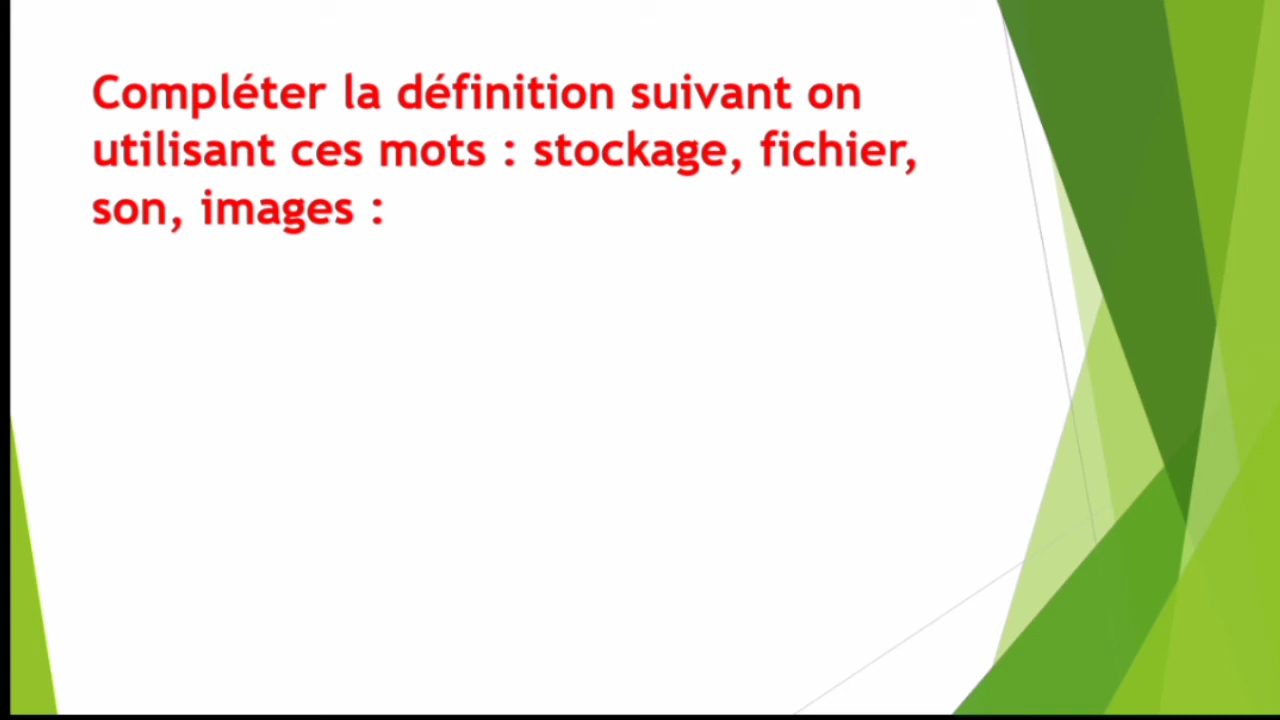 Compléter la définition suivant on
utilisant ces mots : stockage, fichier,
son, images :